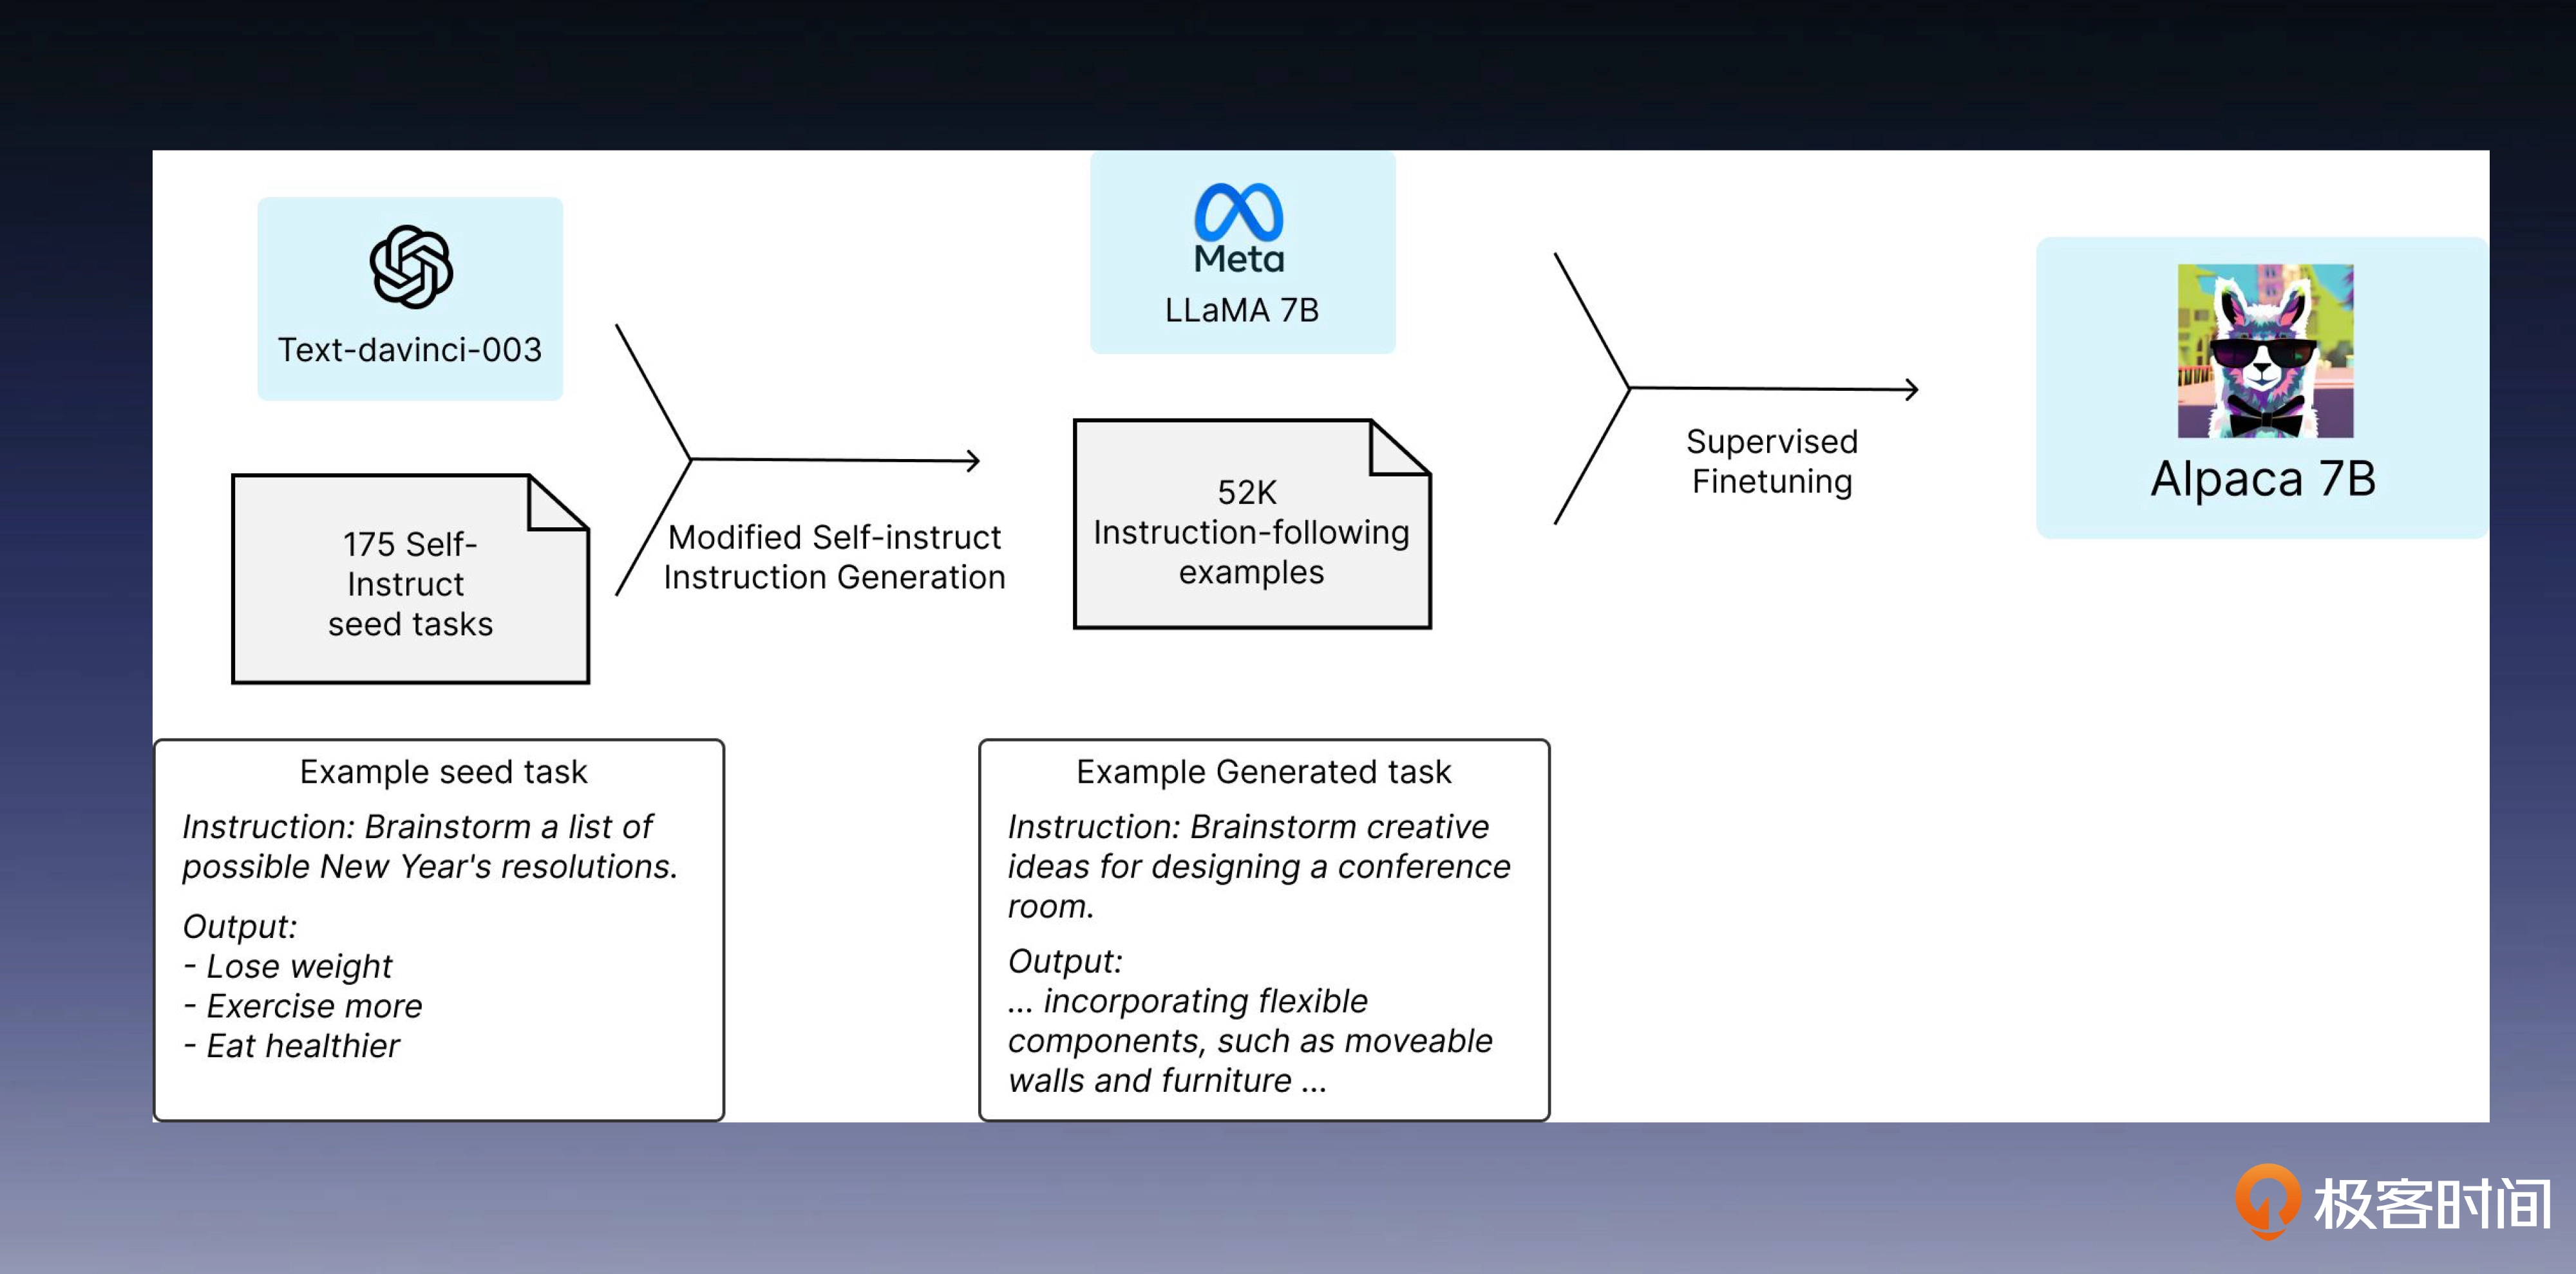 Text-davinci-003
175 Self-
Instruct
seed tasks
Modified Self-instruct
Instruction Generation
Meta
LLaMA 7B
52K
Instruction-following
examples
Supervised
Finetuning
Alpaca 7B
Example seed task
Instruction: Brainstorm a list of
possible New Year's resolutions.
Output:
- Lose weight
- Exercise more
- Eat healthier
Example Generated task
Instruction: Brainstorm creative
ideas for designing a conference
room.
Output:
... incorporating flexible
components, such as moveable
walls and furniture ...
极客时间